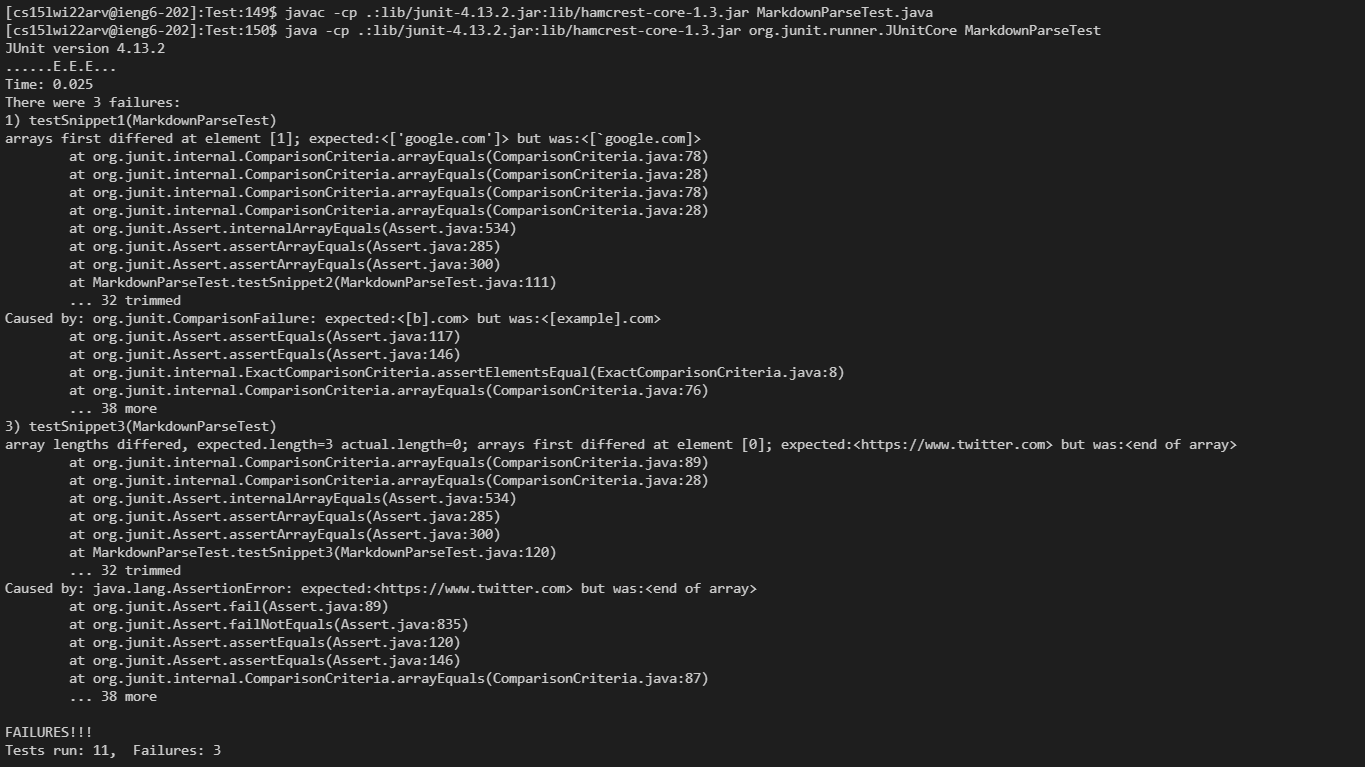 [cs15lwi22arv@ieng6-202]:Test:149$ javac -cp .:lib/junit-4.13.2.jar:lib/hamcrest-core-1.3.jar MarkdownParseTest.java
[cs15lwi22arv@ieng6-202]:Test:150$ java -cp .:lib/junit-4.13.2.jar:lib/hamcrest-core-1.3.jar org.junit.runner.JUnitCore MarkdownParseTest
JUnit version 4.13.2
......E.E.E...
Time: 0.025
There were 3 failures:
1) testSnippet1(MarkdownParseTest)
arrays first differed at element [1]; expected:<['google.com']> but was:<[`google.com]>
        at org.junit.internal.ComparisonCriteria.arrayEquals(ComparisonCriteria.java:78)
        at org.junit.internal.ComparisonCriteria.arrayEquals(ComparisonCriteria.java:28)
        at org.junit.internal.ComparisonCriteria.arrayEquals(ComparisonCriteria.java:78)
        at org.junit.internal.ComparisonCriteria.arrayEquals(ComparisonCriteria.java:28)
        at org.junit.Assert.internalArrayEquals(Assert.java:534)
        at org.junit.Assert.assertArrayEquals(Assert.java:285)
        at org.junit.Assert.assertArrayEquals(Assert.java:300)
        at MarkdownParseTest.testSnippet2(MarkdownParseTest.java:111)
        ... 32 trimmed
Caused by: org.junit.ComparisonFailure: expected:<[b].com> but was:<[example].com>
        at org.junit.Assert.assertEquals(Assert.java:117)
        at org.junit.Assert.assertEquals(Assert.java:146)
        at org.junit.internal.ExactComparisonCriteria.assertElementsEqual(ExactComparisonCriteria.java:8)
        at org.junit.internal.ComparisonCriteria.arrayEquals(ComparisonCriteria.java:76)
        ... 38 more
3) testSnippet3(MarkdownParseTest)
array lengths differed, expected.length=3 actual.length=0; arrays first differed at element [0]; expected:<https://www.twitter.com> but was:<end of array>
        at org.junit.internal.ComparisonCriteria.arrayEquals(ComparisonCriteria.java:89)
        at org.junit.internal.ComparisonCriteria.arrayEquals(ComparisonCriteria.java:28)
        at org.junit.Assert.internalArrayEquals(Assert.java:534)
        at org.junit.Assert.assertArrayEquals(Assert.java:285)
        at org.junit.Assert.assertArrayEquals(Assert.java:300)
        at MarkdownParseTest.testSnippet3(MarkdownParseTest.java:120)
        ... 32 trimmed
Caused by: java.lang.AssertionError: expected:<https://www.twitter.com> but was:<end of array>
        at org.junit.Assert.fail(Assert.java:89)
        at org.junit.Assert.failNotEquals(Assert.java:835)
        at org.junit.Assert.assertEquals(Assert.java:120)
        at org.junit.Assert.assertEquals(Assert.java:146)
        at org.junit.internal.ComparisonCriteria.arrayEquals(ComparisonCriteria.java:87)
        ... 38 more

FAILURES!!!
Tests run: 11,  Failures: 3